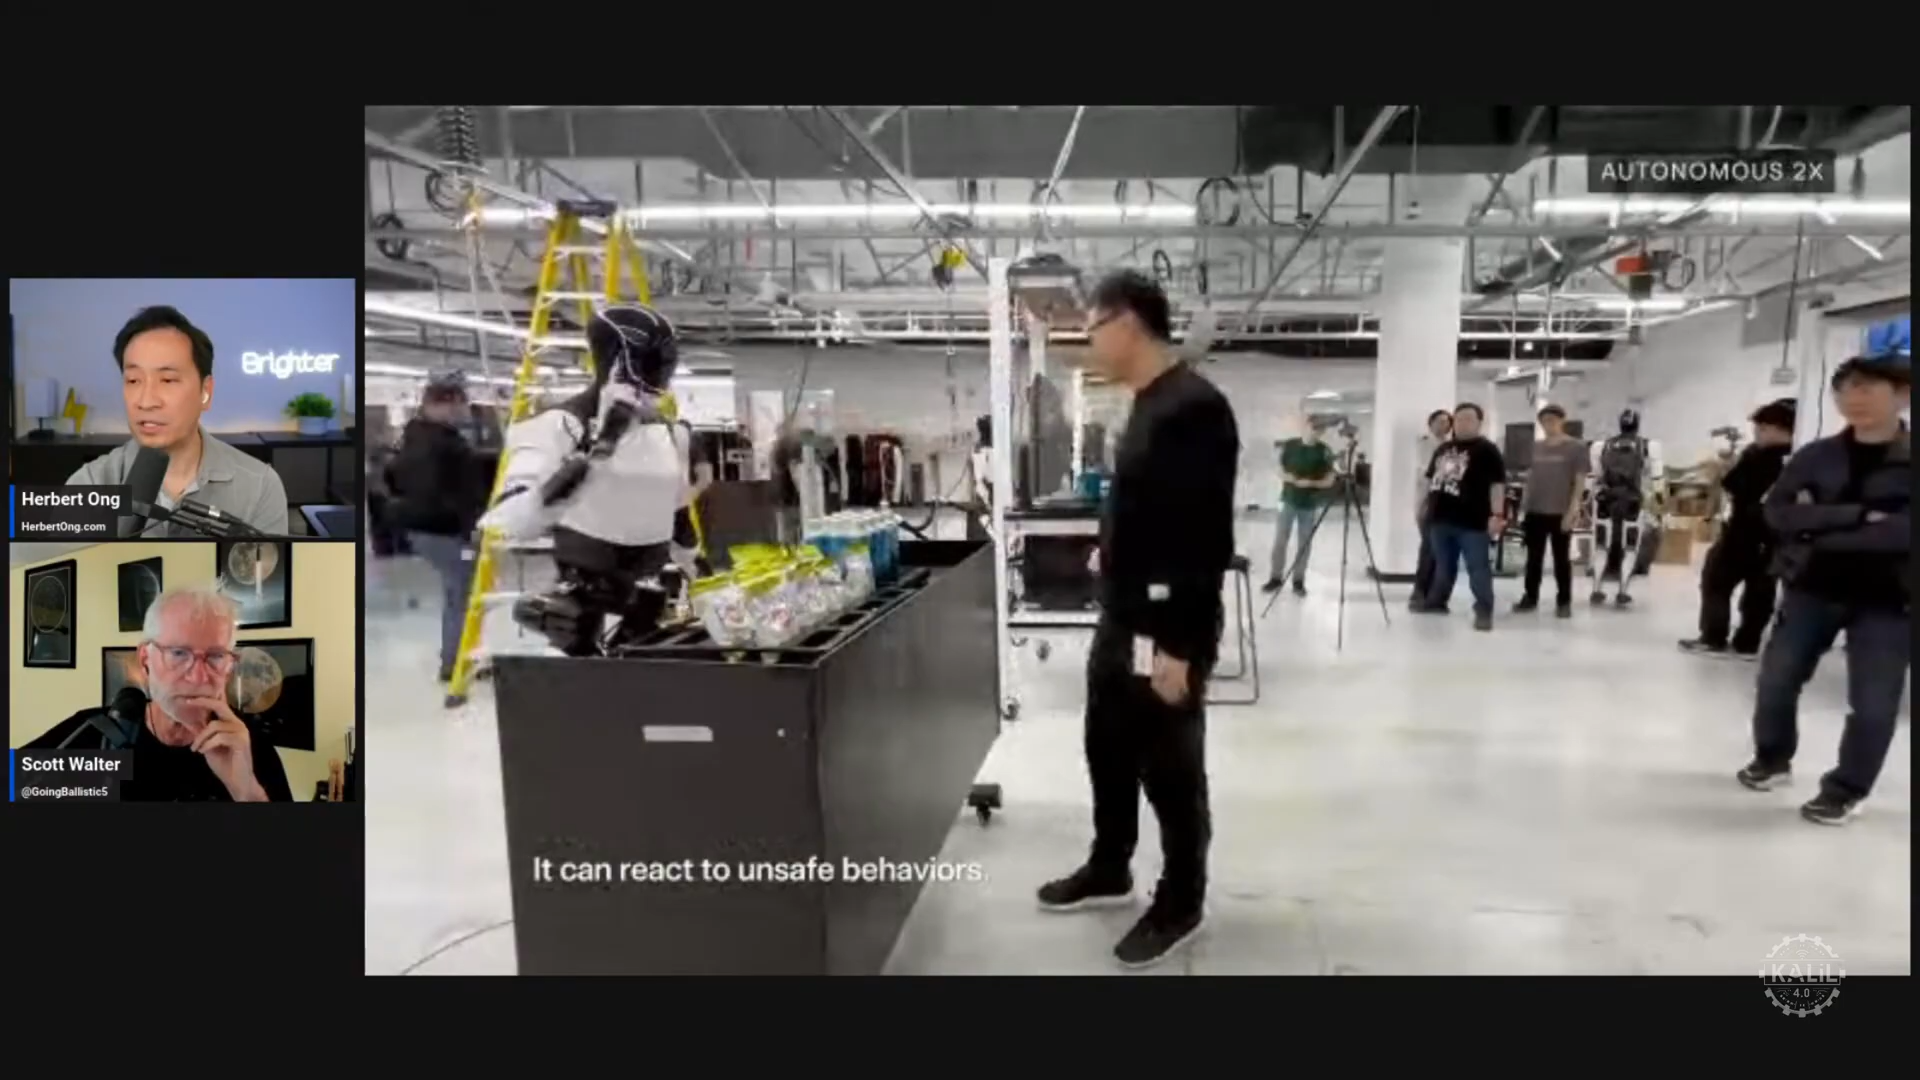 AUTONOMOUS 2X
Brighter
Herbert Ong
HerbertOng.com
Scott Walter
@GoingBallistic5
It can react to unsafe behaviors.
KALIL
4.0